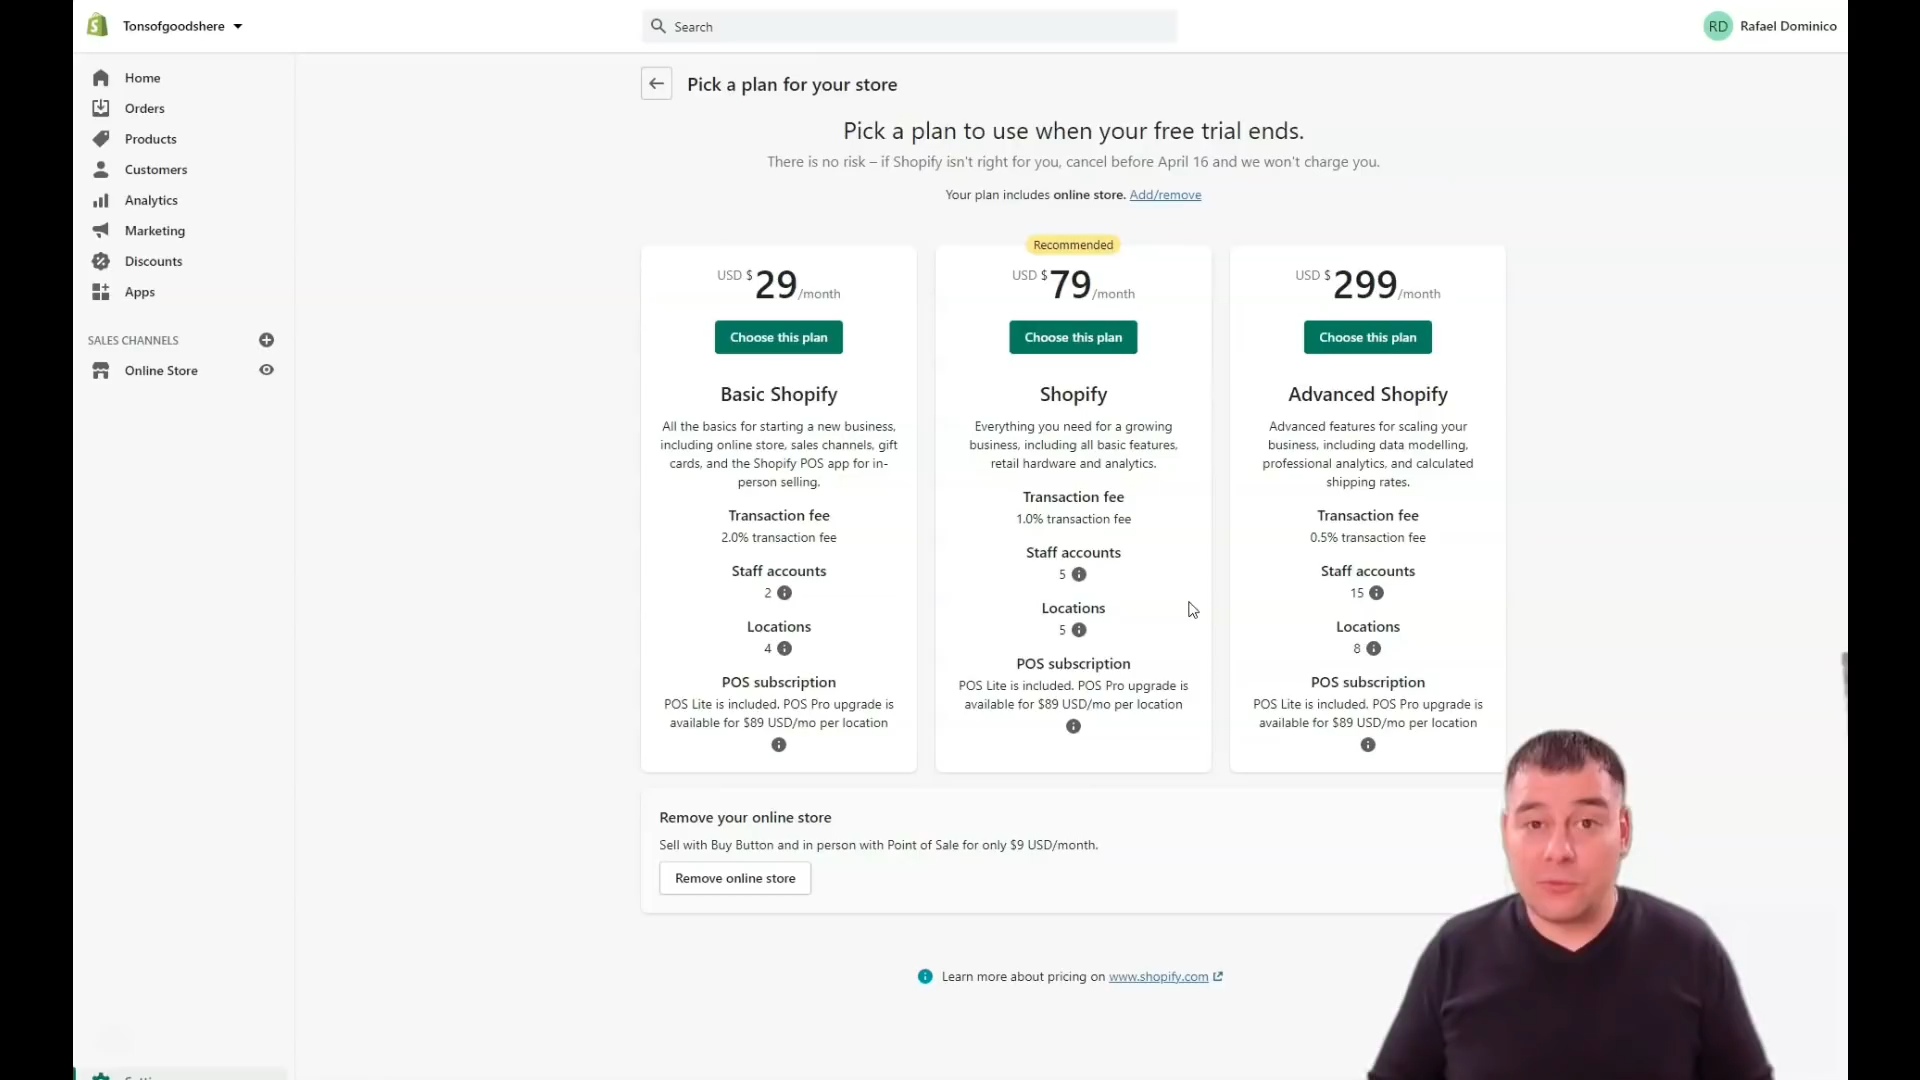 Tonsofgoodshere
Search
RD Rafael Dominico
Home
Orders
Products
Customers
Analytics
Marketing
Discounts
Apps
SALES CHANNELS
Online Store
Pick a plan for your store
Pick a plan to use when your free trial ends.
There is no risk – if Shopify isn't right for you, cancel before April 16 and we won't charge you.
Your plan includes online store. Add/remove
USD $ 29/month
Choose this plan
Basic Shopify
All the basics for starting a new business,
including online store, sales channels, gift
cards, and the Shopify POS app for in-
person selling.
Transaction fee
2.0% transaction fee
Staff accounts
2
Locations
4
POS subscription
POS Lite is included. POS Pro upgrade is
available for $89 USD/mo per location
Recommended
USD $ 79/month
Choose this plan
Shopify
Everything you need for a growing
business, including all basic features,
retail hardware and analytics.
Transaction fee
1.0% transaction fee
Staff accounts
5
Locations
5
POS subscription
POS Lite is included. POS Pro upgrade is
available for $89 USD/mo per location
USD $ 299/month
Choose this plan
Advanced Shopify
Advanced features for scaling your
business, including data modelling,
professional analytics, and calculated
shipping rates.
Transaction fee
0.5% transaction fee
Staff accounts
15
Locations
8
POS subscription
POS Lite is included. POS Pro upgrade is
available for $89 USD/mo per location
Remove your online store
Sell with Buy Button and in person with Point of Sale for only $9 USD/month.
Remove online store
Learn more about pricing on www.shopify.com